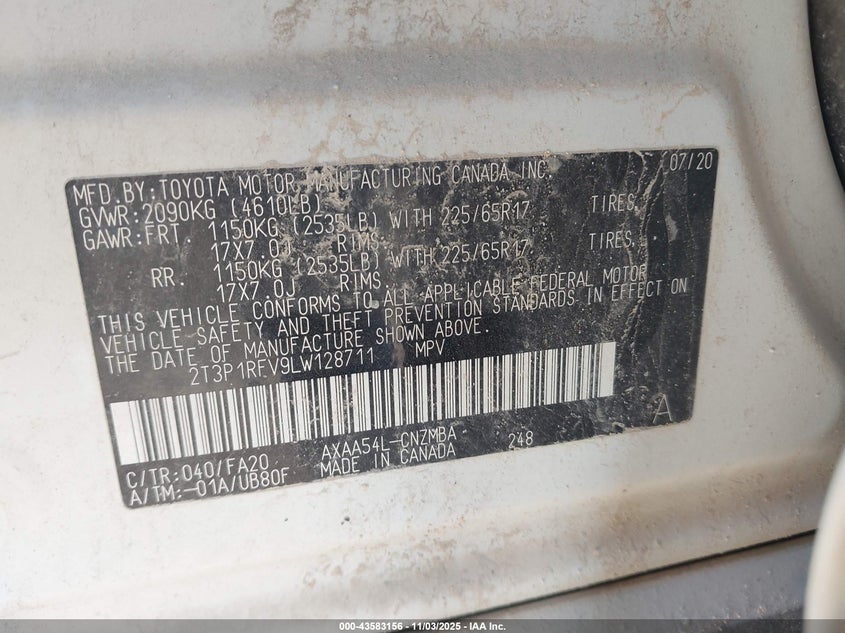 MFD.BY:TOYOTA MOTOR MANUFACTURING CANADA INC. 07/20
GVWR:2090KG (4610LB)
GAWR:FRT 1150KG (2535LB) WITH 225/65R17 TIRES,
17X7.0J RIMS
RR. 1150KG (2535LB) WITH 225/65R17 TIRES,
17X7.0J RIMS.
THIS VEHICLE CONFORMS TO ALL APPLICABLE FEDERAL MOTOR
VEHICLE SAFETY AND THEFT PREVENTION STANDARDS IN EFFECT ON
THE DATE OF MANUFACTURE SHOWN ABOVE.
2T3P1RFV9LW128711 MPV
C/TR:040/FA20 AXAA54L-CNZMBA 248 A
A/TM:-01A/UB80F MADE IN CANADA
000-43583156 - 11/03/2025 - IAA Inc.